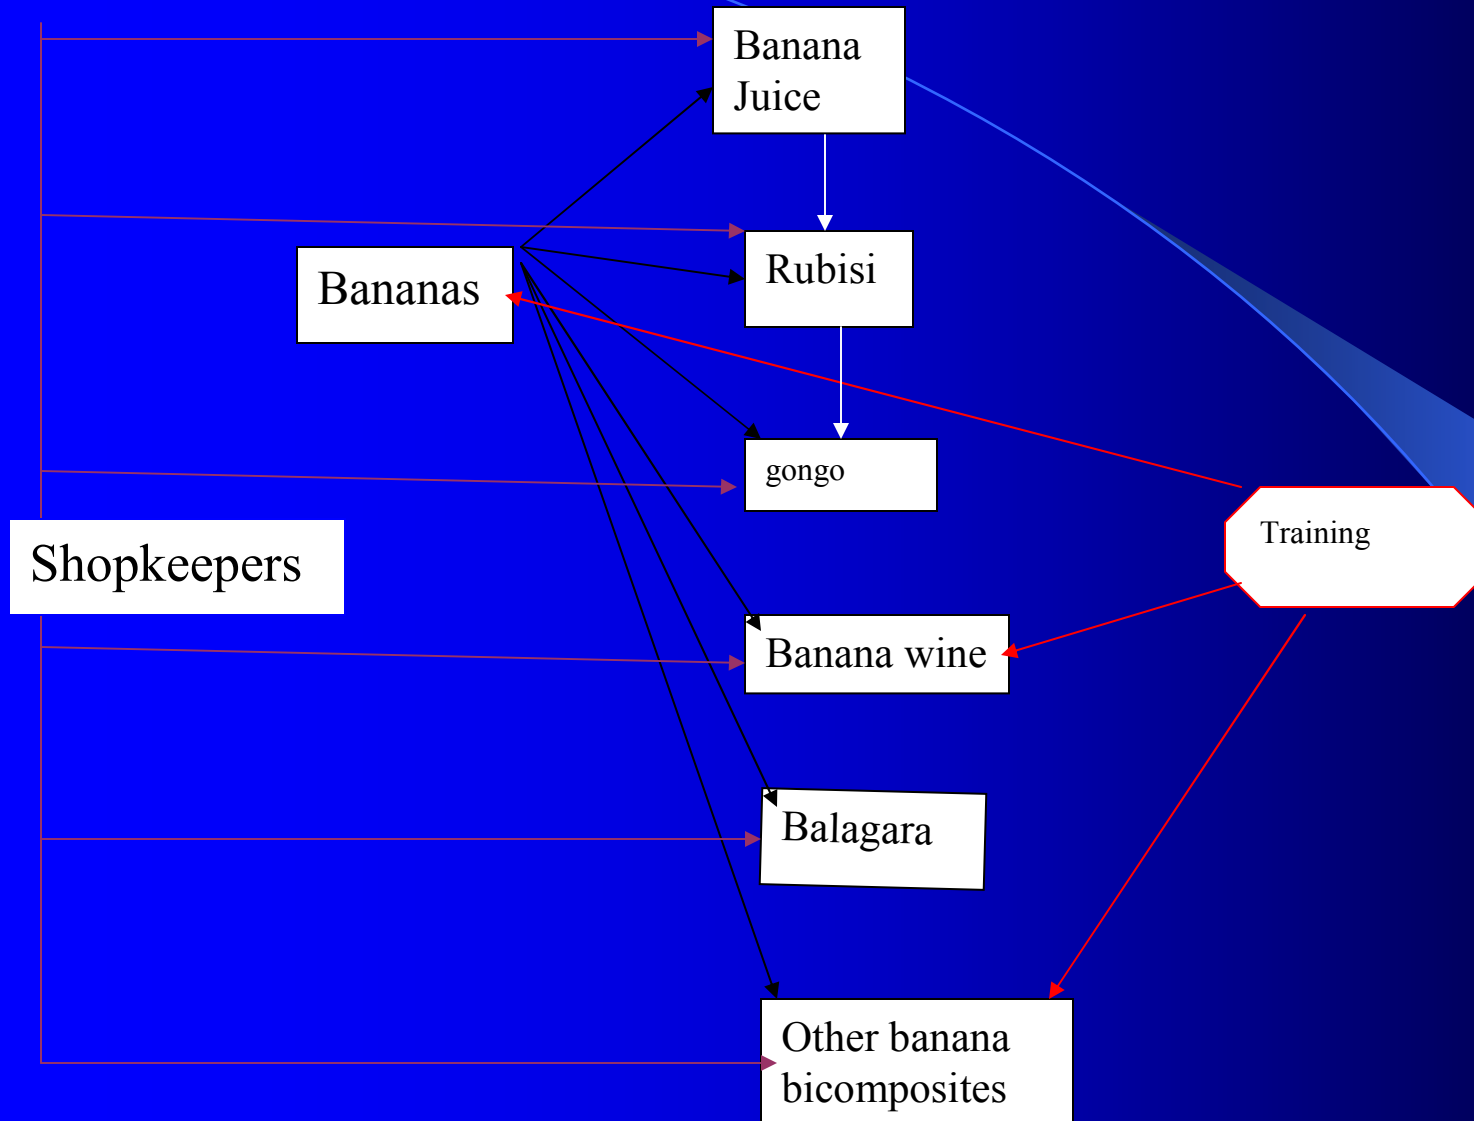 Banana
Juice
Rubisi
Bananas
gongo
Training
Shopkeepers
Banana wine
Balagara
Other banana
bicomposites